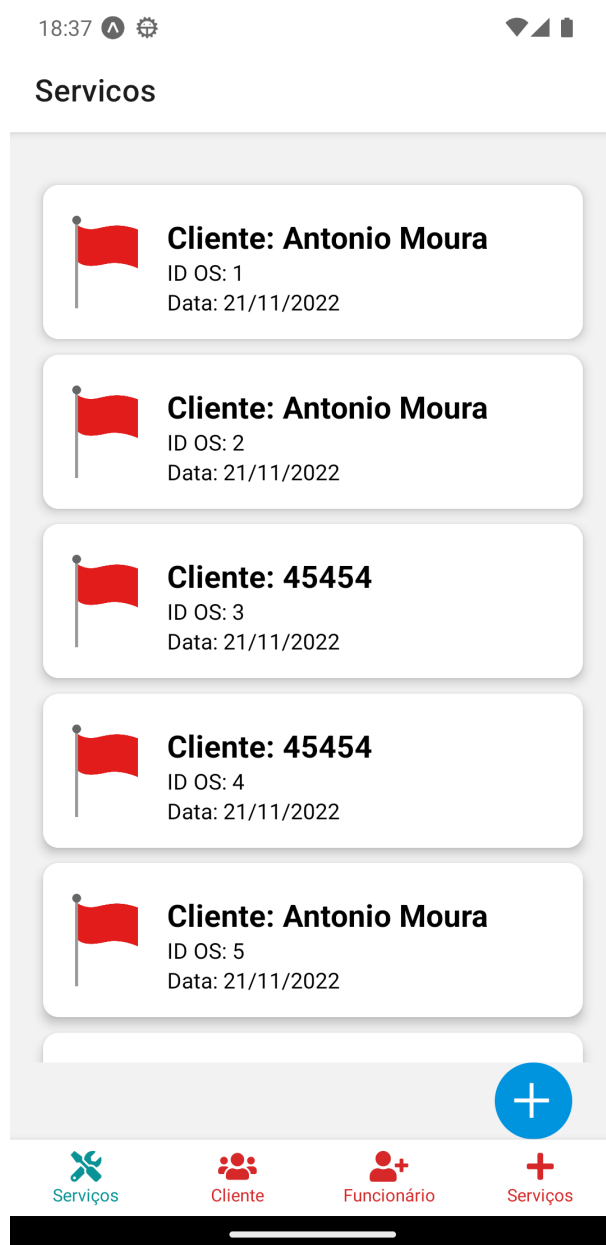 18:37
Servicos
Cliente: Antonio Moura
ID OS: 1
Data: 21/11/2022
Cliente: Antonio Moura
ID OS: 2
Data: 21/11/2022
Cliente: 45454
ID OS: 3
Data: 21/11/2022
Cliente: 45454
ID OS: 4
Data: 21/11/2022
Cliente: Antonio Moura
ID OS: 5
Data: 21/11/2022
Serviços Cliente Funcionário Serviços